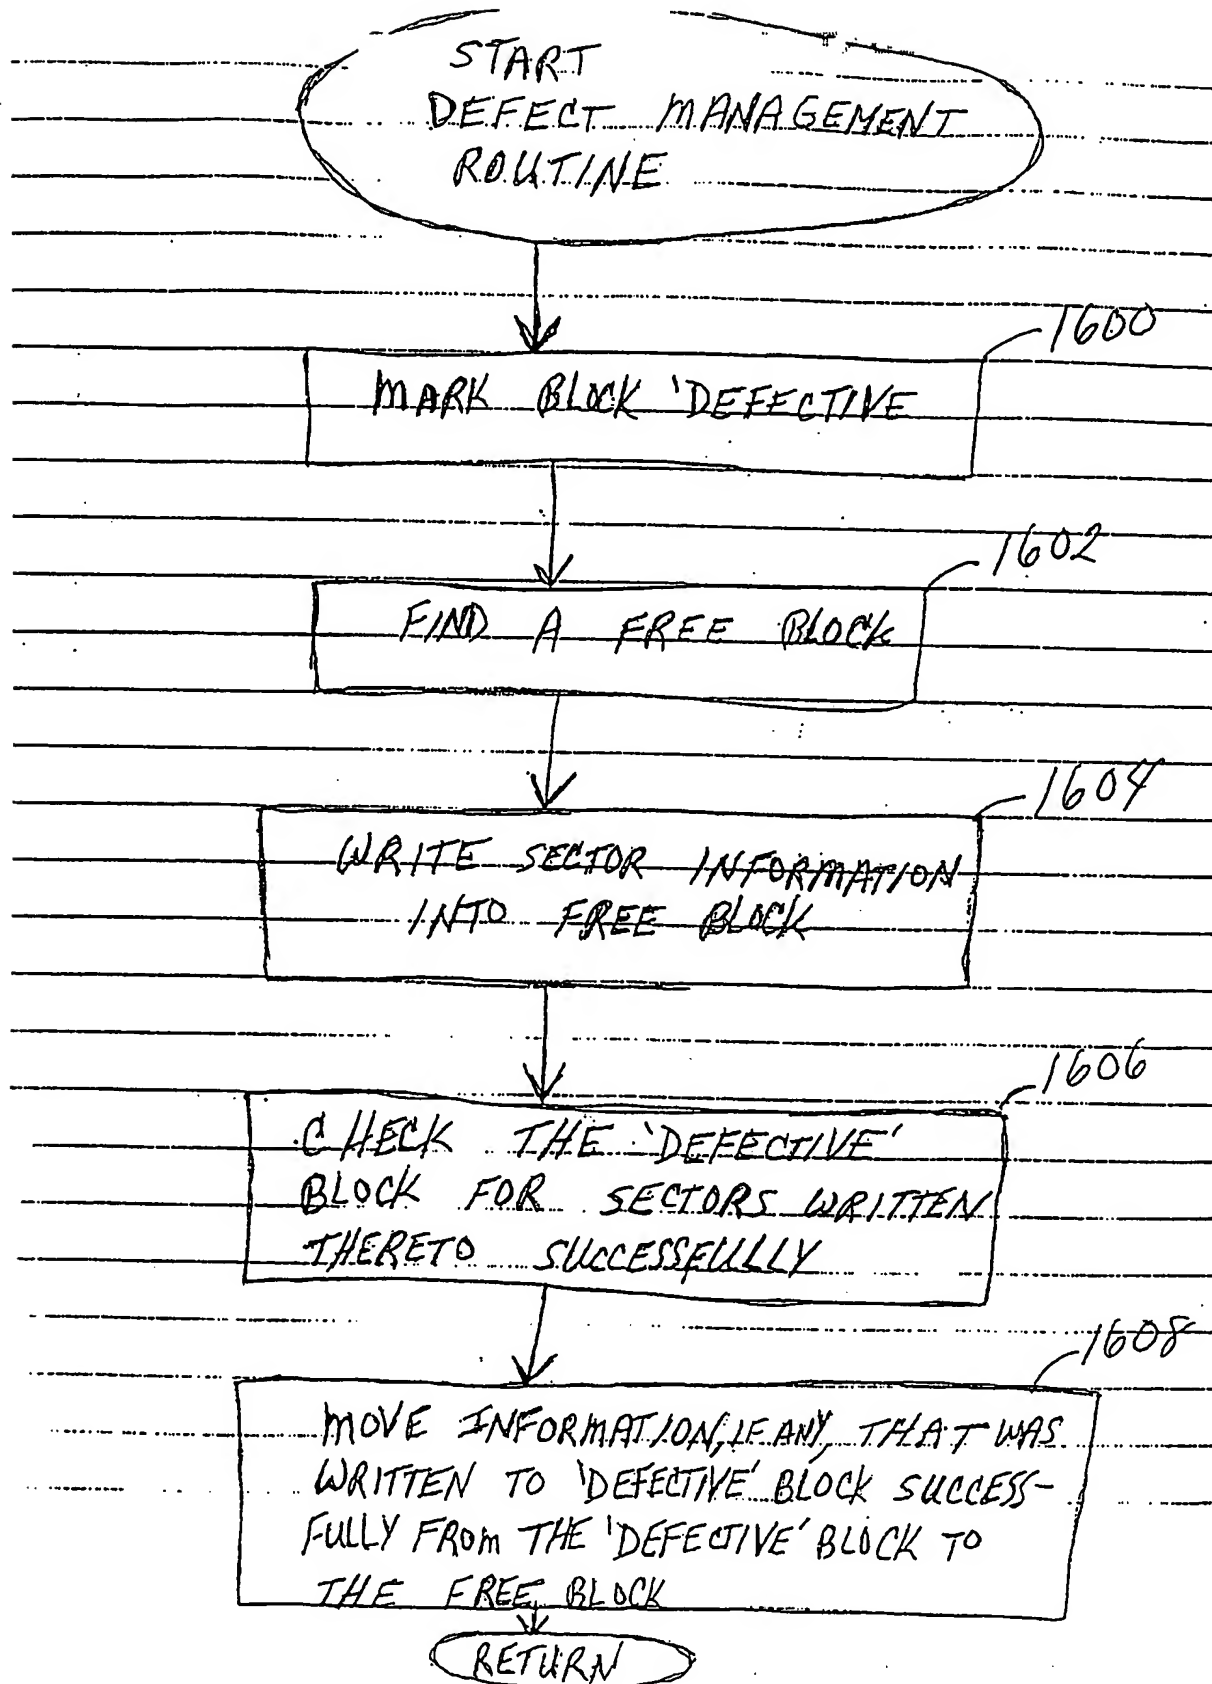 START
DEFECT MANAGEMENT
ROUTINE
1600
MARK BLOCK 'DEFECTIVE
1602
FIND A FREE BLOCK
1604
WRITE SECTOR INFORMATION
INTO FREE BLOCK
1606
CHECK THE 'DEFECTIVE'
BLOCK FOR SECTORS WRITTEN
THERETO SUCCESSFULLY
1608
MOVE INFORMATION, IF ANY, THAT WAS
WRITTEN TO 'DEFECTIVE' BLOCK SUCCESS-
FULLY FROM THE 'DEFECTIVE' BLOCK TO
THE FREE BLOCK
RETURN